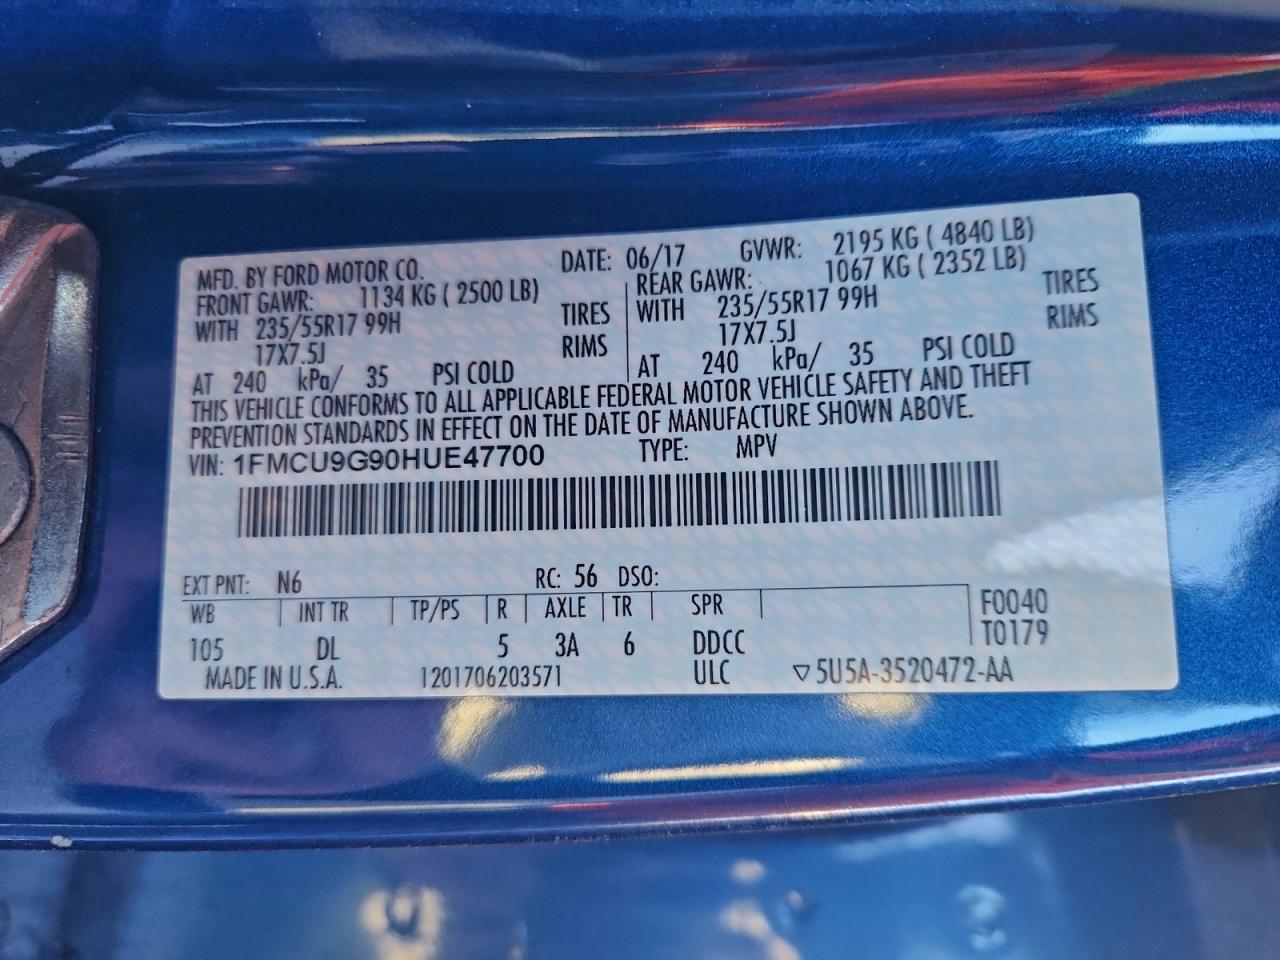 MFD. BY FORD MOTOR CO. DATE: 06/17 GVWR: 2195 KG ( 4840 LB)
FRONT GAWR: 1134 KG ( 2500 LB) REAR GAWR: 1067 KG ( 2352 LB)
WITH 235/55R17 99H TIRES WITH 235/55R17 99H TIRES
17X7.5J RIMS 17X7.5J RIMS
AT 240 kPa/ 35 PSI COLD AT 240 kPa/ 35 PSI COLD
THIS VEHICLE CONFORMS TO ALL APPLICABLE FEDERAL MOTOR VEHICLE SAFETY AND THEFT
PREVENTION STANDARDS IN EFFECT ON THE DATE OF MANUFACTURE SHOWN ABOVE.
VIN: 1FMCU9G90HUE47700 TYPE: MPV
EXT PNT: N6 RC: 56 DSO:
WB INT TR TP/PS R AXLE TR SPR F0040
105 DL 5 3A 6 DDCC T0179
MADE IN U.S.A. 1201706203571 ULC ▽5U5A-3520472-AA